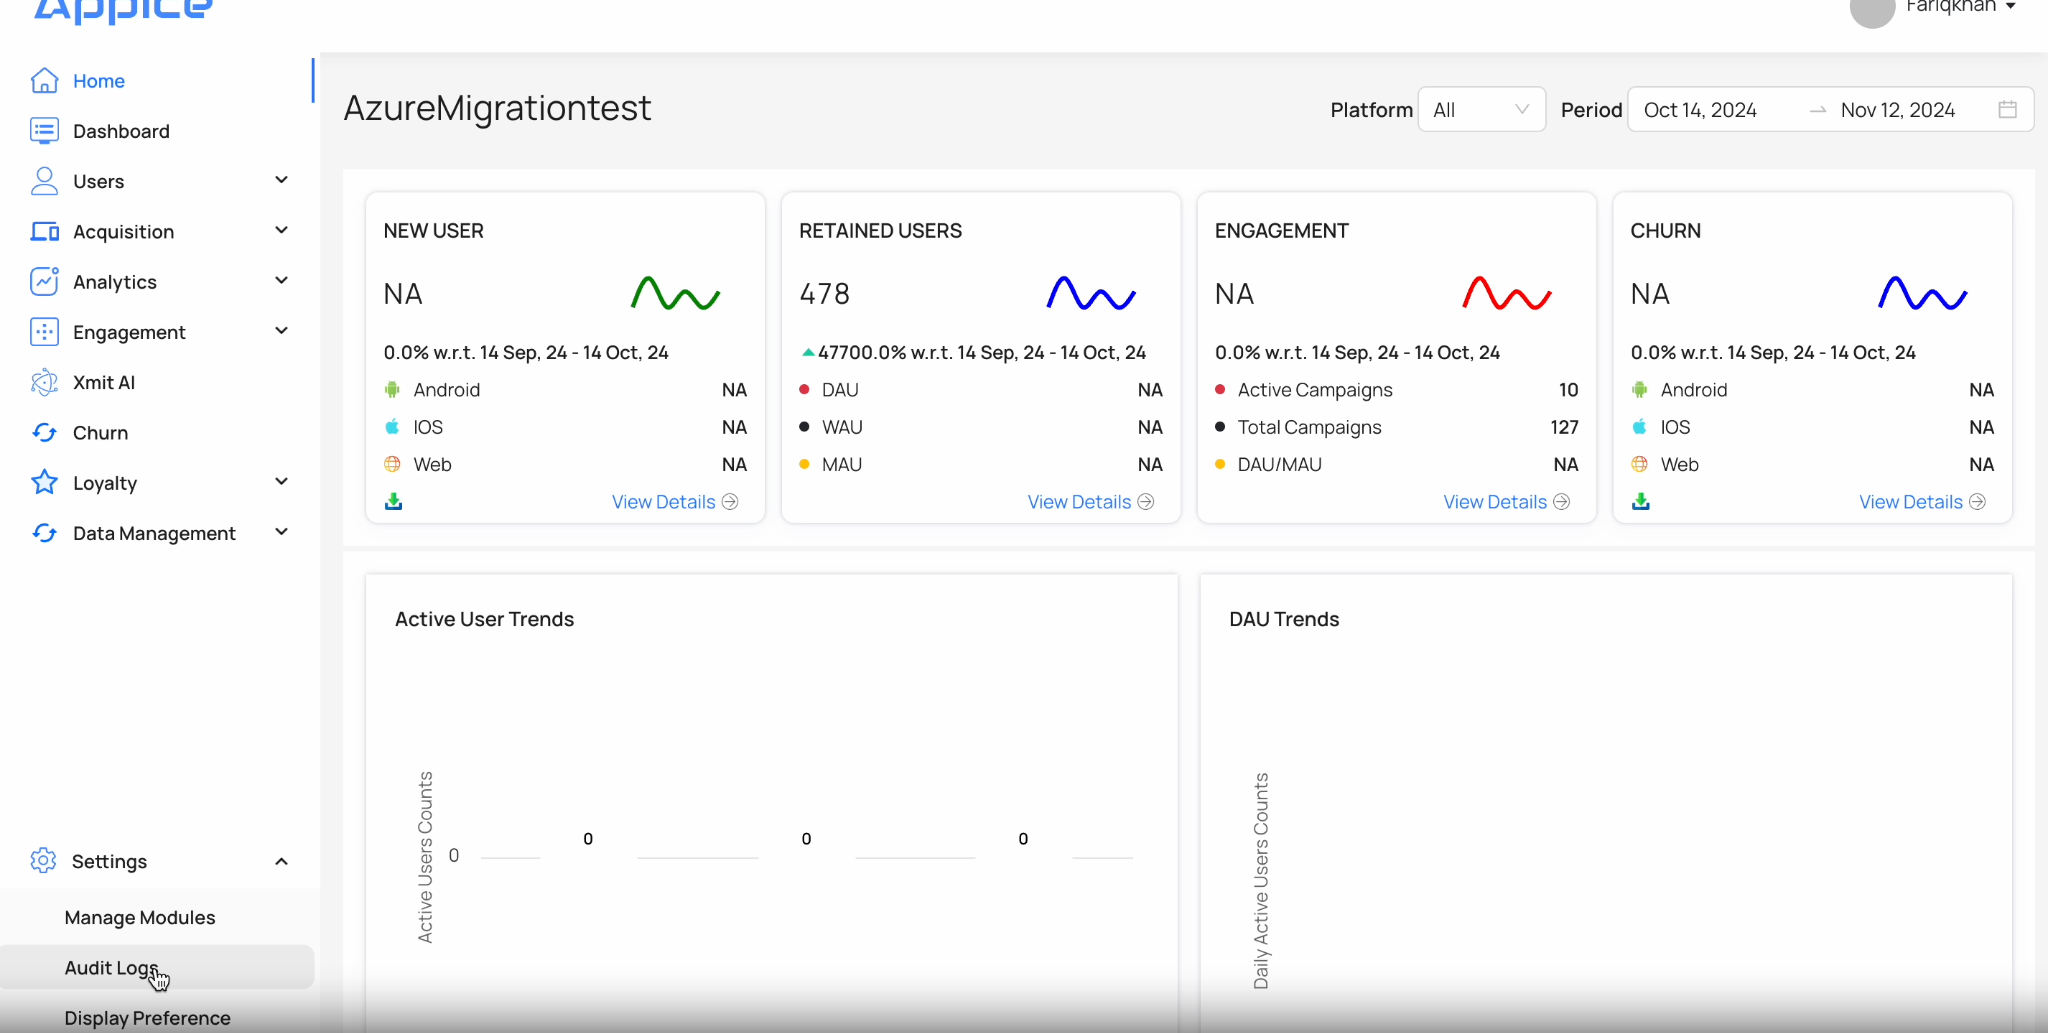 Appice
Fariqkhan
Home
Dashboard
Users
Acquisition
Analytics
Engagement
Xmit AI
Churn
Loyalty
Data Management
Settings
Manage Modules
Audit Logs
Display Preference
AzureMigrationtest
Platform All Period Oct 14, 2024 → Nov 12, 2024
NEW USER
NA
0.0% w.r.t. 14 Sep, 24 - 14 Oct, 24
Android NA
IOS NA
Web NA
View Details
RETAINED USERS
478
47700.0% w.r.t. 14 Sep, 24 - 14 Oct, 24
DAU NA
WAU NA
MAU NA
View Details
ENGAGEMENT
NA
0.0% w.r.t. 14 Sep, 24 - 14 Oct, 24
Active Campaigns 10
Total Campaigns 127
DAU/MAU NA
View Details
CHURN
NA
0.0% w.r.t. 14 Sep, 24 - 14 Oct, 24
Android NA
IOS NA
Web NA
View Details
Active User Trends
Active Users Counts
0
0 0 0
DAU Trends
Daily Active Users Counts